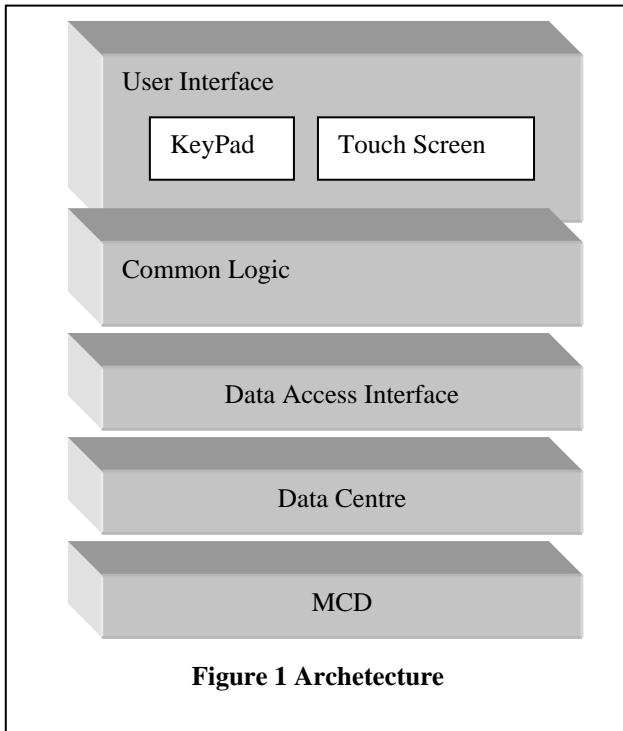 User Interface
KeyPad Touch Screen
Common Logic
Data Access Interface
Data Centre
MCD
Figure 1 Archetecture